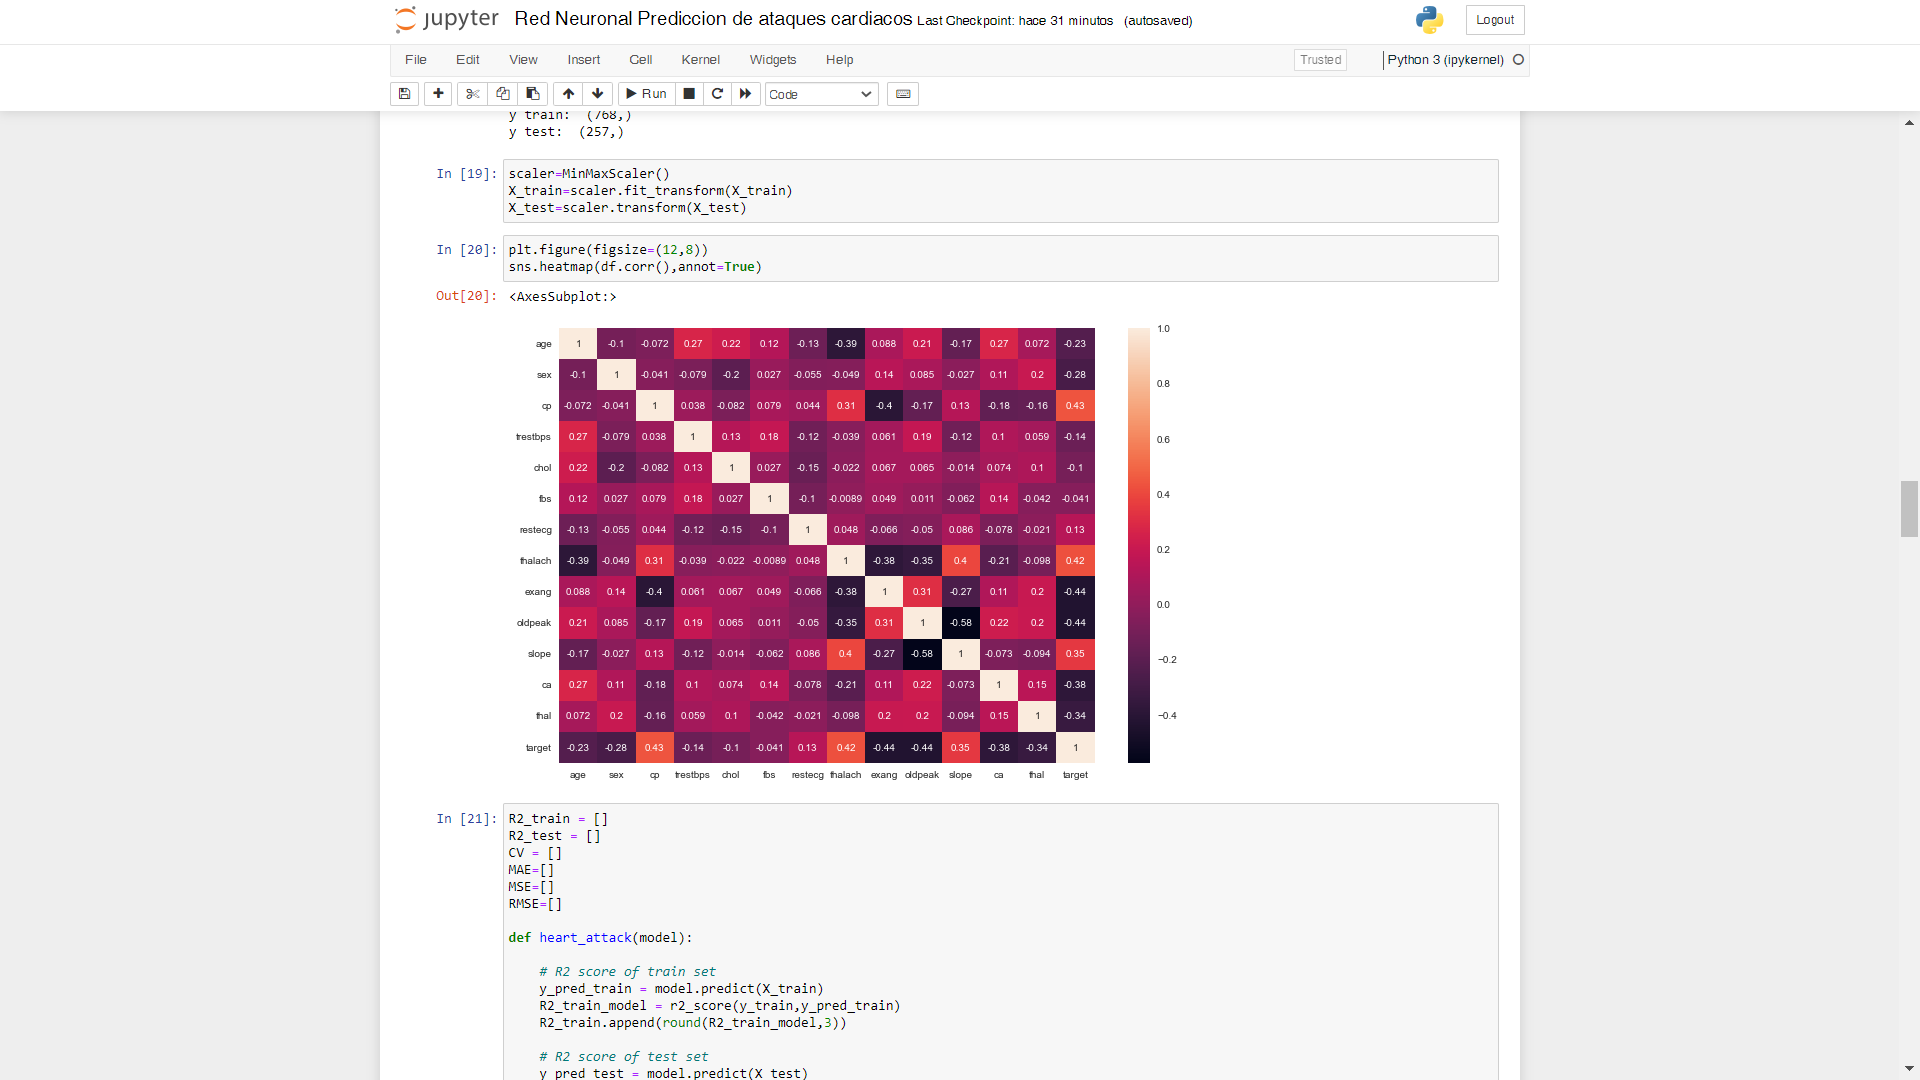 jupyter Red Neuronal Prediccion de ataques cardiacos Last Checkpoint: hace 31 minutos (autosaved) Logout
File Edit View Insert Cell Kernel Widgets Help Trusted Python 3 (ipykernel)
Run Code
y train:  (768,)
y test:  (257,)
In [19]: scaler=MinMaxScaler()
X_train=scaler.fit_transform(X_train)
X_test=scaler.transform(X_test)
In [20]: plt.figure(figsize=(12,8))
sns.heatmap(df.corr(),annot=True)
Out[20]: <AxesSubplot:>
age 1 -0.1 -0.072 0.27 0.22 0.12 -0.13 -0.39 0.088 0.21 -0.17 0.27 0.072 -0.23
sex -0.1 1 -0.041 -0.079 -0.2 0.027 -0.055 -0.049 0.14 0.085 -0.027 0.11 0.2 -0.28
cp -0.072 -0.041 1 0.038 -0.082 0.079 0.044 0.31 -0.4 -0.17 0.13 -0.18 -0.16 0.43
trestbps 0.27 -0.079 0.038 1 0.13 0.18 -0.12 -0.039 0.061 0.19 -0.12 0.1 0.059 -0.14
chol 0.22 -0.2 -0.082 0.13 1 0.027 -0.15 -0.022 0.067 0.065 -0.014 0.074 0.1 -0.1
fbs 0.12 0.027 0.079 0.18 0.027 1 -0.1 -0.0089 0.049 0.011 -0.062 0.14 -0.042 -0.041
restecg -0.13 -0.055 0.044 -0.12 -0.15 -0.1 1 0.048 -0.066 -0.05 0.086 -0.078 -0.021 0.13
thalach -0.39 -0.049 0.31 -0.039 -0.022 -0.0089 0.048 1 -0.38 -0.35 0.4 -0.21 -0.098 0.42
exang 0.088 0.14 -0.4 0.061 0.067 0.049 -0.066 -0.38 1 0.31 -0.27 0.11 0.2 -0.44
oldpeak 0.21 0.085 -0.17 0.19 0.065 0.011 -0.05 -0.35 0.31 1 -0.58 0.22 0.2 -0.44
slope -0.17 -0.027 0.13 -0.12 -0.014 -0.062 0.086 0.4 -0.27 -0.58 1 -0.073 -0.094 0.35
ca 0.27 0.11 -0.18 0.1 0.074 0.14 -0.078 -0.21 0.11 0.22 -0.073 1 0.15 -0.38
thal 0.072 0.2 -0.16 0.059 0.1 -0.042 -0.021 -0.098 0.2 0.2 -0.094 0.15 1 -0.34
target -0.23 -0.28 0.43 -0.14 -0.1 -0.041 0.13 0.42 -0.44 -0.44 0.35 -0.38 -0.34 1
age sex cp trestbps chol fbs restecg thalach exang oldpeak slope ca thal target
1.0
0.8
0.6
0.4
0.2
0.0
−0.2
−0.4
In [21]: R2_train = []
R2_test = []
CV = []
MAE=[]
MSE=[]
RMSE=[]
def heart_attack(model):
# R2 score of train set
y_pred_train = model.predict(X_train)
R2_train_model = r2_score(y_train,y_pred_train)
R2_train.append(round(R2_train_model,3))
# R2 score of test set
y_pred_test = model.predict(X_test)